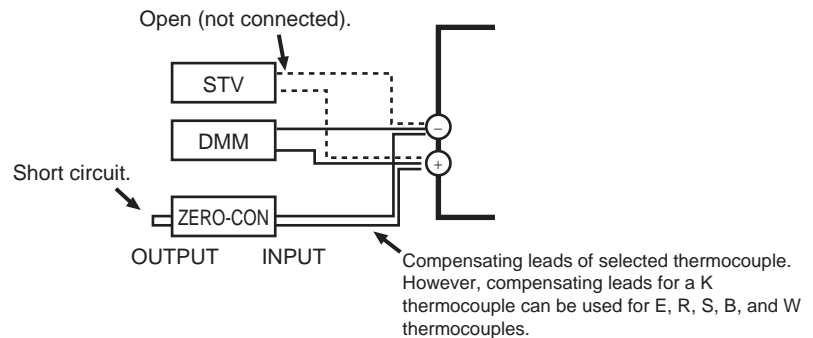 Open (not connected).
STV
−
DMM
+
Short circuit.
ZERO-CON
OUTPUT INPUT
Compensating leads of selected thermocouple.
However, compensating leads for a K
thermocouple can be used for E, R, S, B, and W
thermocouples.